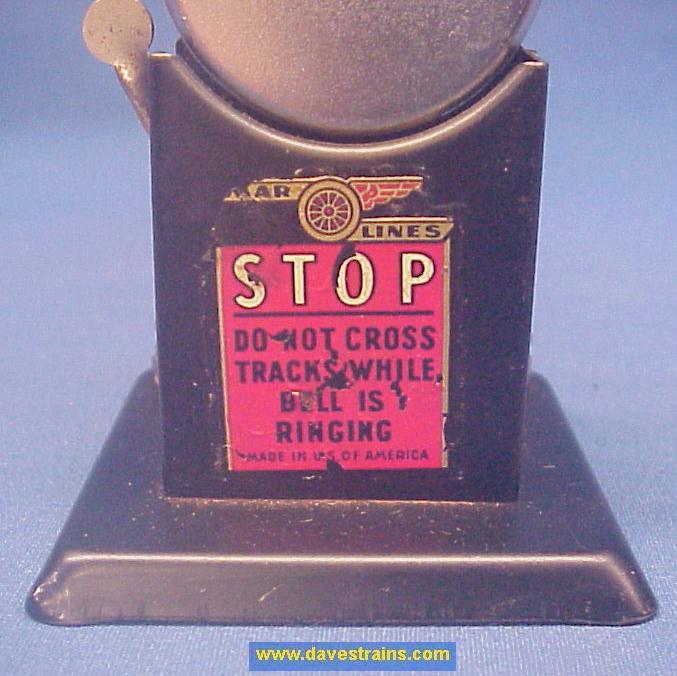 MAR
LINES
STOP
DO NOT CROSS
TRACKS WHILE
BELL IS
RINGING
MADE IN U.S. OF AMERICA
www.davestrains.com